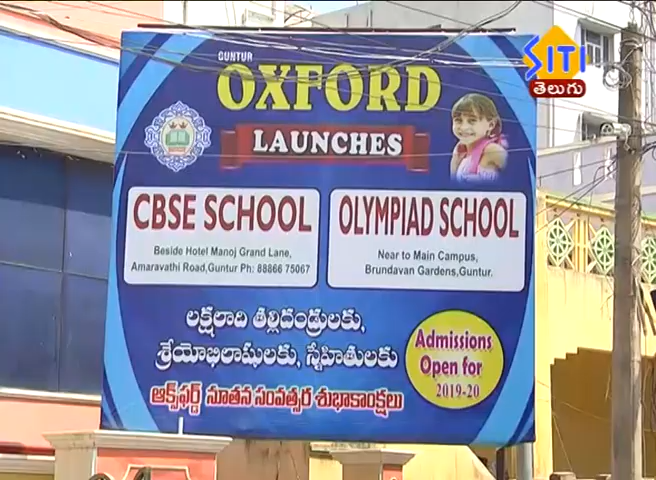 SITI
తెలుగు
GUNTUR
OXFORD
LAUNCHES
CBSE SCHOOL
Beside Hotel Manoj Grand Lane,
Amaravathi Road,Guntur Ph: 88866 75067
OLYMPIAD SCHOOL
Near to Main Campus,
Brundavan Gardens,Guntur.
లక్షలాది తల్లిదండ్రులకు,
శ్రేయోభిలాషులకు, స్నేహితులకు
ఆక్స్‌ఫర్డ్ నూతన సంవత్సర శుభాకాంక్షలు
Admissions
Open for
2019-20